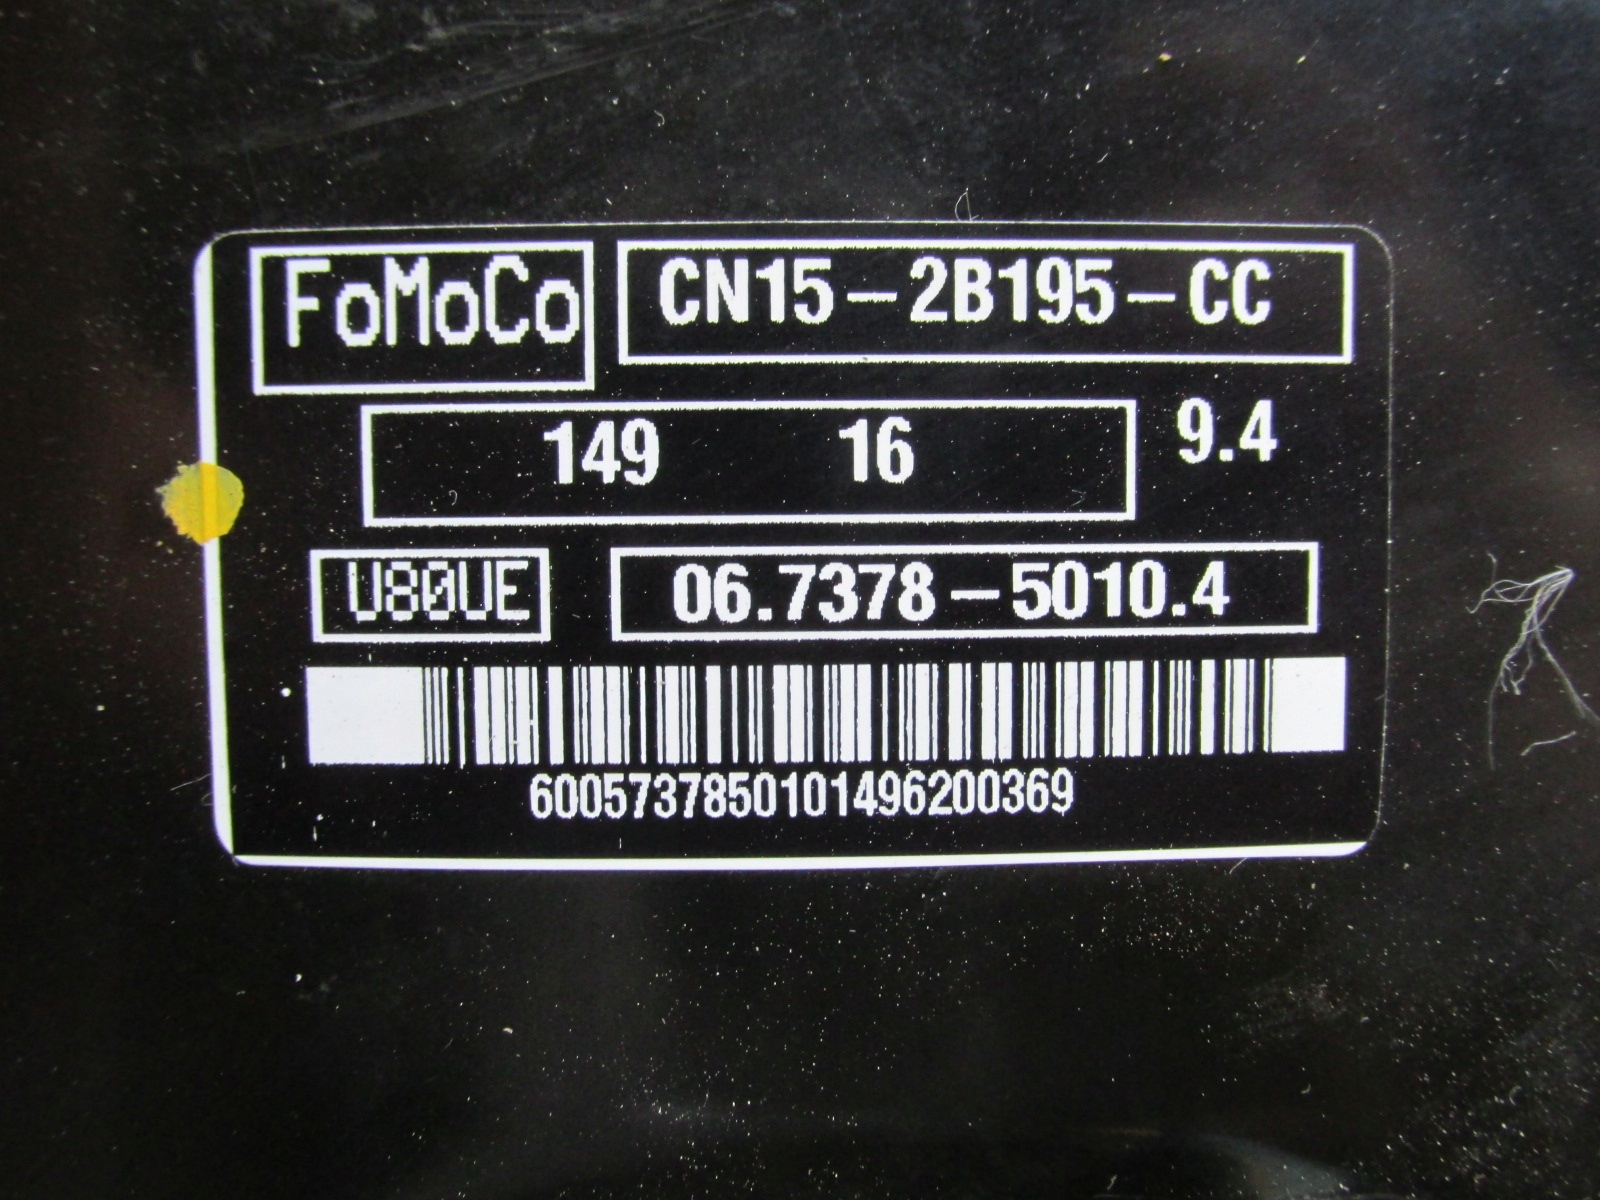 FoMoCo CN15-2B195-CC
149 16 9.4
U80UE 06.7378-5010.4
6005737850101496200369